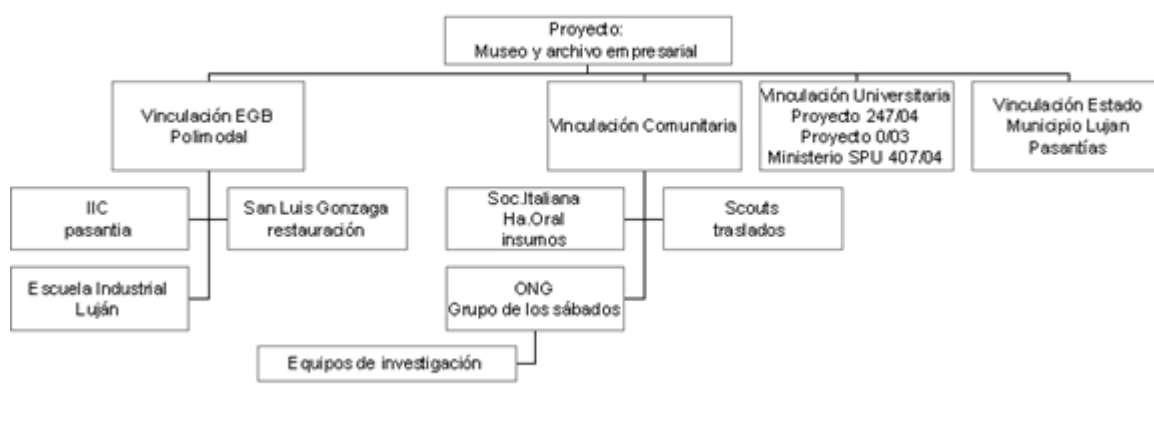 Proyecto:
Museo y archivo empresarial
Vinculación EGB
Polimodal
Vinculación Comunitaria
Vinculación Universitaria
Proyecto 247/04
Proyecto 0/03
Ministerio SPU 407/04
Vinculación Estado
Municipio Lujan
Pasantías
IIC
pasantia
San Luis Gonzaga
restauración
Soc.Italiana
Ha.Oral
insumos
Scouts
traslados
Escuela Industrial
Luján
ONG
Grupo de los sábados
Equipos de investigación